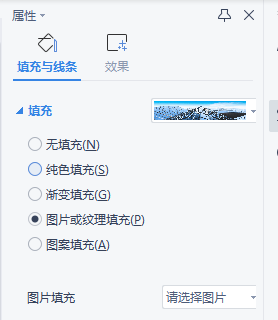 属性
填充与线条 效果
填充
无填充(N)
纯色填充(S)
渐变填充(G)
图片或纹理填充(P)
图案填充(A)
图片填充 请选择图片